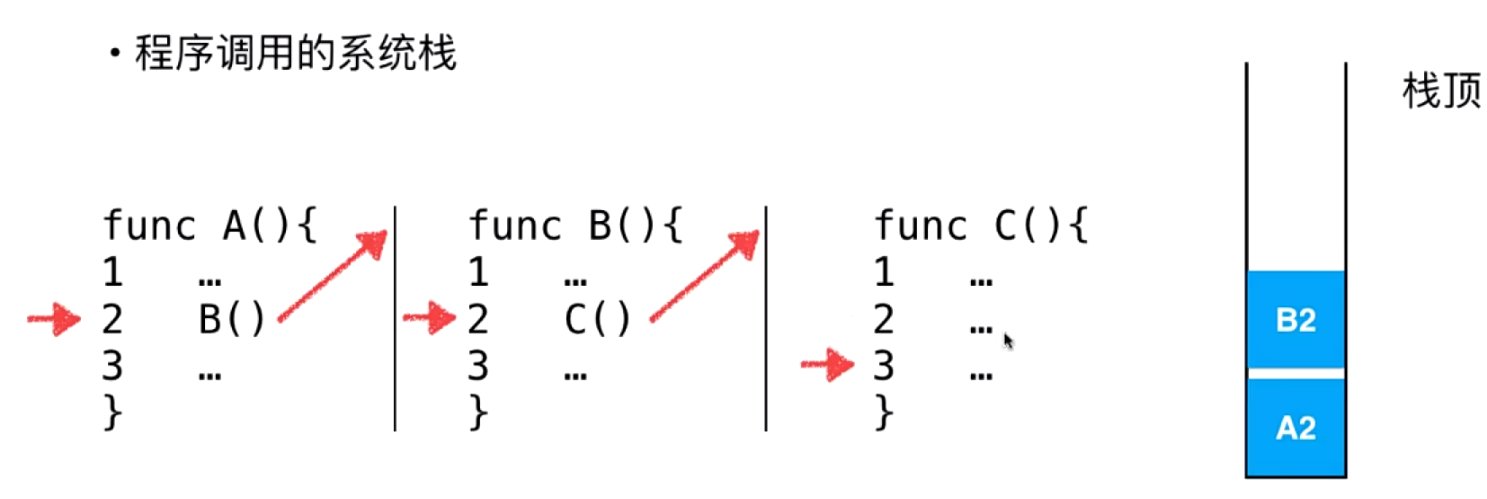 • 程序调用的系统栈
栈顶
func A(){
1 …
2 B()
3 …
}
func B(){
1 …
2 C()
3 …
}
func C(){
1 …
2 …
3 …
}
B2
A2